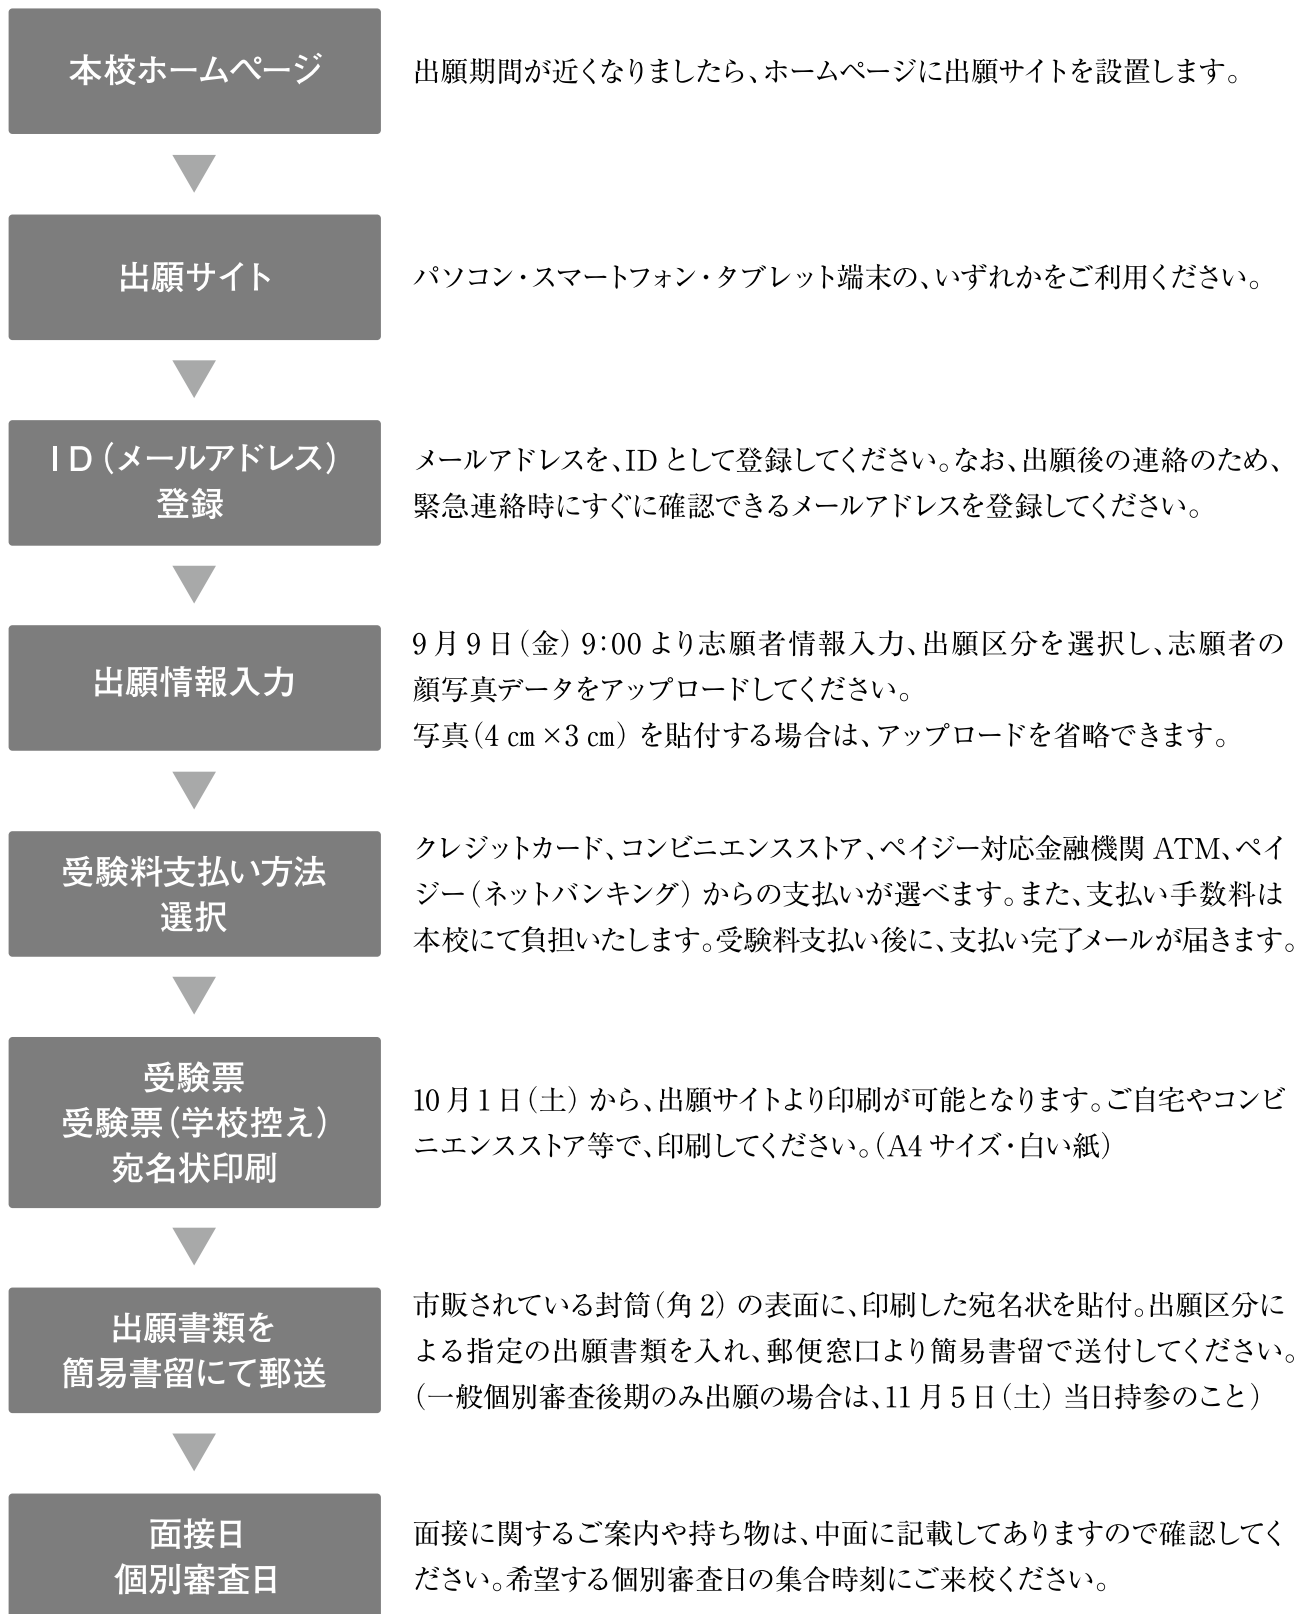 本校ホームページ
出願期間が近くなりましたら、ホームページに出願サイトを設置します。
出願サイト
パソコン・スマートフォン・タブレット端末の、いずれかをご利用ください。
ID(メールアドレス)
登録
メールアドレスを、IDとして登録してください。なお、出願後の連絡のため、
緊急連絡時にすぐに確認できるメールアドレスを登録してください。
出願情報入力
9月9日(金)9:00より志願者情報入力、出願区分を選択し、志願者の
顔写真データをアップロードしてください。
写真(4㎝×3㎝)を貼付する場合は、アップロードを省略できます。
受験料支払い方法
選択
クレジットカード、コンビニエンスストア、ペイジー対応金融機関ATM、ペイ
ジー(ネットバンキング)からの支払いが選べます。また、支払い手数料は
本校にて負担いたします。受験料支払い後に、支払い完了メールが届きます。
受験票
受験票(学校控え)
宛名状印刷
10月1日(土)から、出願サイトより印刷が可能となります。ご自宅やコンビ
ニエンスストア等で、印刷してください。(A4サイズ・白い紙)
出願書類を
簡易書留にて郵送
市販されている封筒(角2)の表面に、印刷した宛名状を貼付。出願区分に
よる指定の出願書類を入れ、郵便窓口より簡易書留で送付してください。
(一般個別審査後期のみ出願の場合は、11月5日(土)当日持参のこと)
面接日
個別審査日
面接に関するご案内や持ち物は、中面に記載してありますので確認してく
ださい。希望する個別審査日の集合時刻にご来校ください。